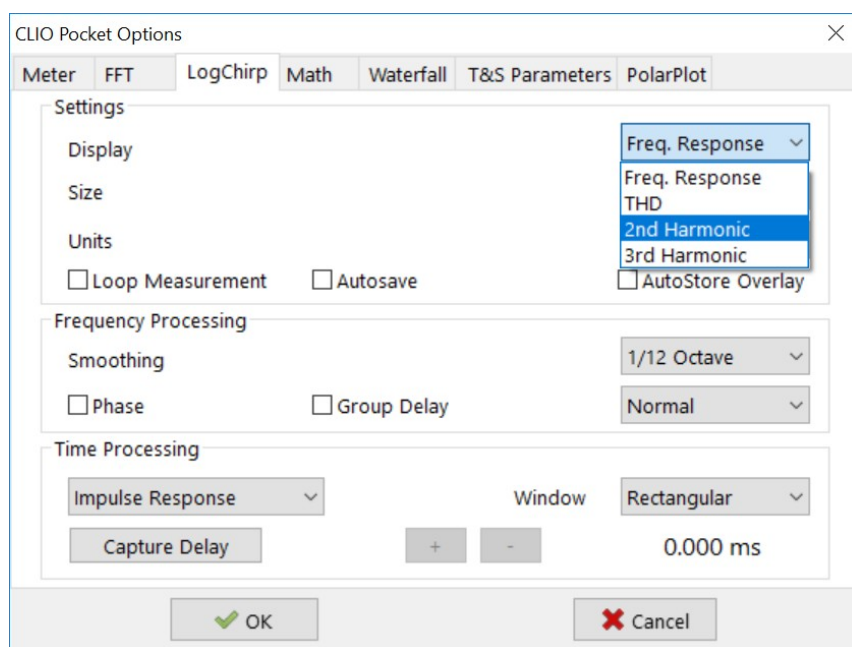 CLIO Pocket Options
Meter FFT LogChirp Math Waterfall T&S Parameters PolarPlot
Settings
Display Freq. Response
Freq. Response
Size
THD
2nd Harmonic
Units
3rd Harmonic
Loop Measurement Autosave AutoStore Overlay
Frequency Processing
Smoothing 1/12 Octave
Phase Group Delay Normal
Time Processing
Impulse Response Window Rectangular
Capture Delay + - 0.000 ms
OK Cancel